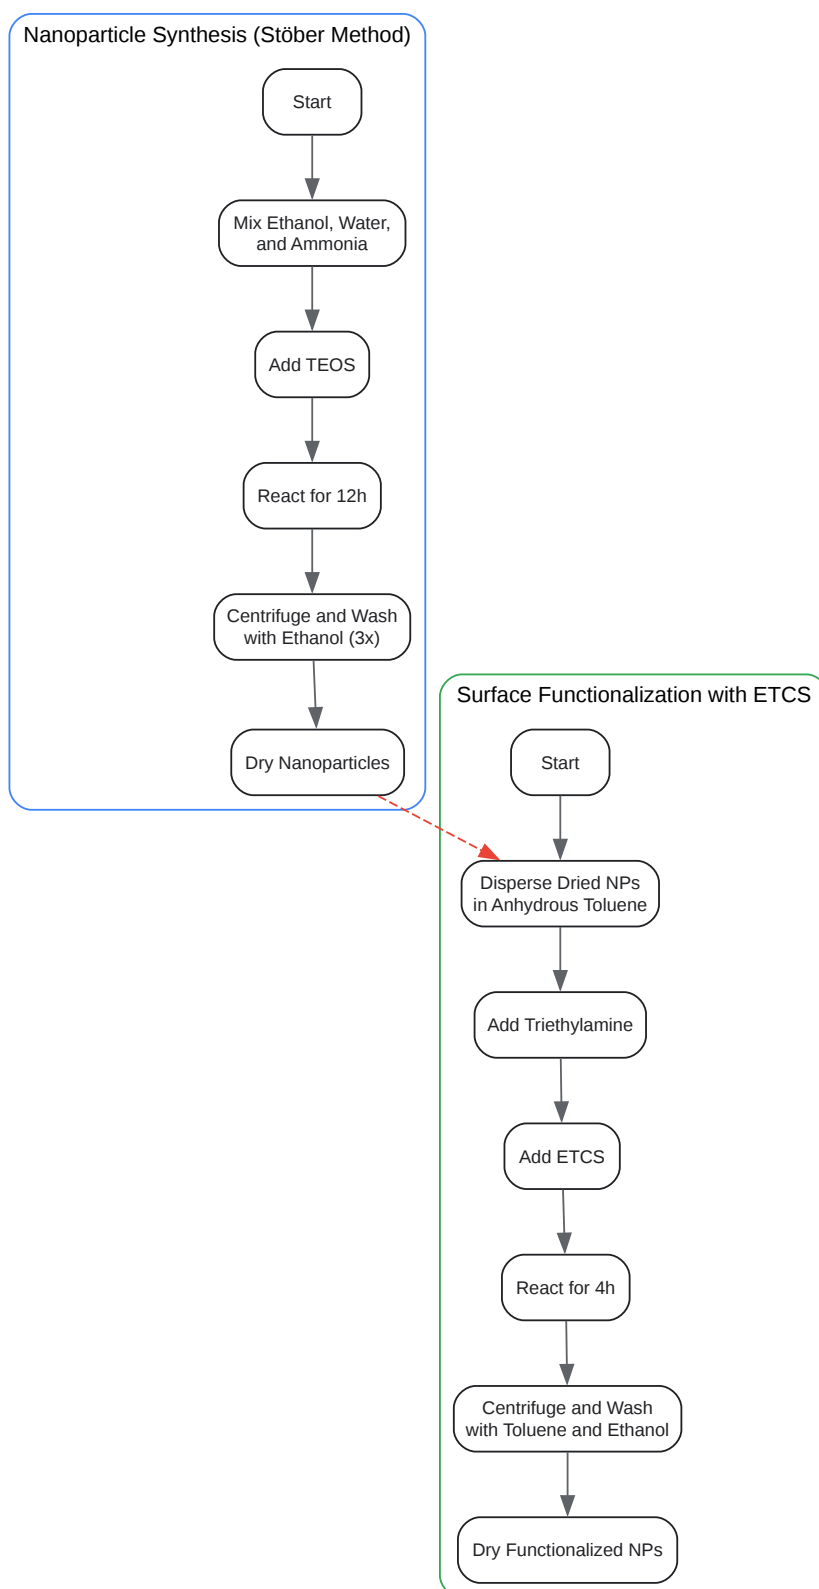 Nanoparticle Synthesis (Stöber Method)
Start
Mix Ethanol, Water,
and Ammonia
Add TEOS
React for 12h
Centrifuge and Wash
with Ethanol (3x)
Dry Nanoparticles
Surface Functionalization with ETCS
Start
Disperse Dried NPs
in Anhydrous Toluene
Add Triethylamine
Add ETCS
React for 4h
Centrifuge and Wash
with Toluene and Ethanol
Dry Functionalized NPs